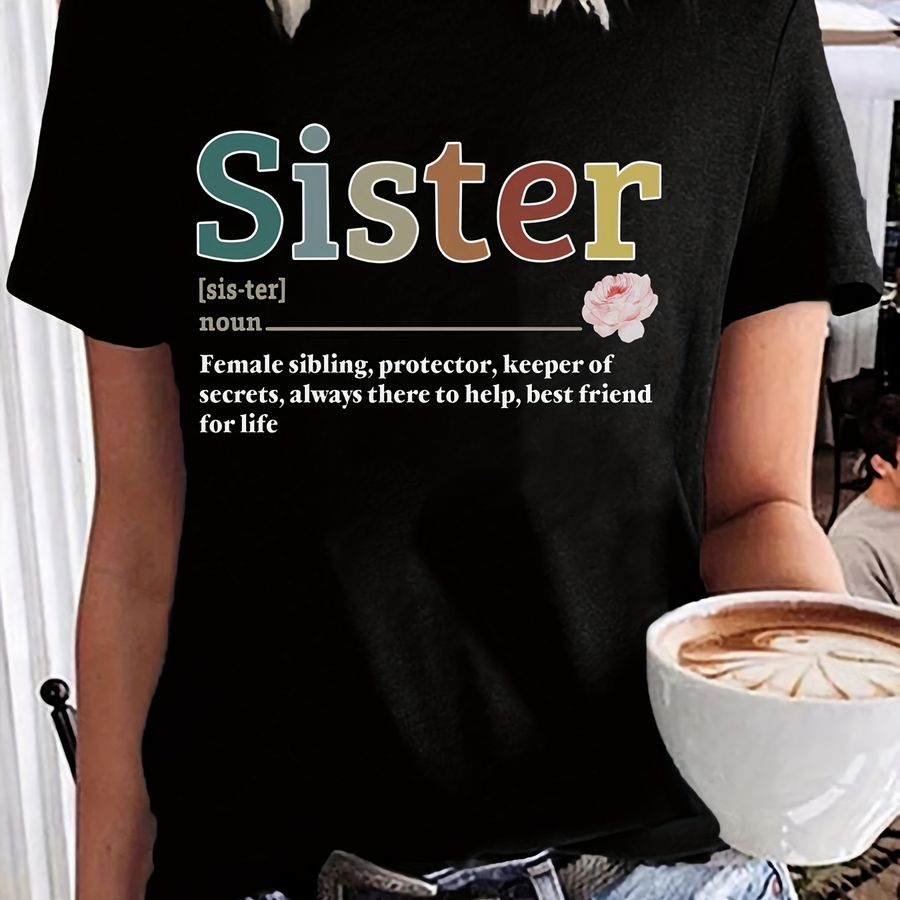 Sister
[sis-ter]
noun
Female sibling, protector, keeper of
secrets, always there to help, best friend
for life